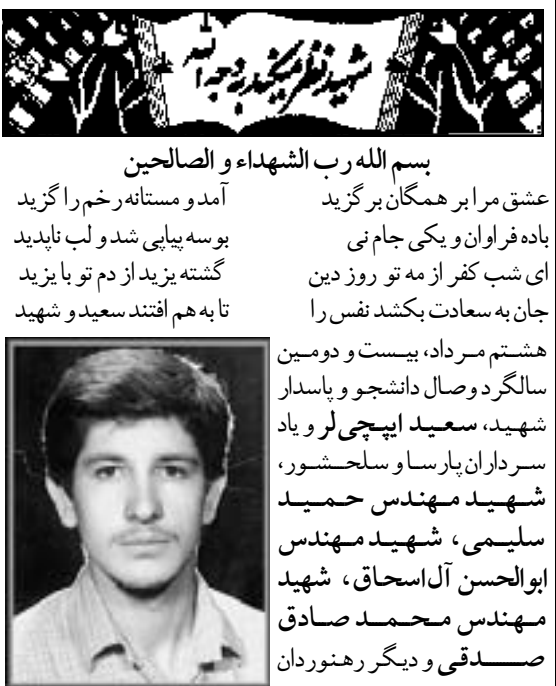 شهید نظر میکند به وجه الله
بسم الله رب الشهداء و الصالحین
عشق مرا بر همگان برگزید آمد و مستانه رخم را گزید
باده فراوان و یکی جام نی بوسه پیاپی شد و لب ناپدید
ای شب کفر از مه تو روز دین گشته یزید از دم تو با یزید
جان به سعادت بکشد نفس را تا به هم افتند سعید و شهید
هشتم مرداد، بیست و دومین
سالگرد وصال دانشجو و پاسدار
شهید، سعید ایپچی‌لر و یاد
سرداران پارسا و سلحشور،
شهید مهندس حمید
سلیمی، شهید مهندس
ابوالحسن آل‌اسحاق، شهید
مهندس محمد صادق
صدقی و دیگر رهنوردان